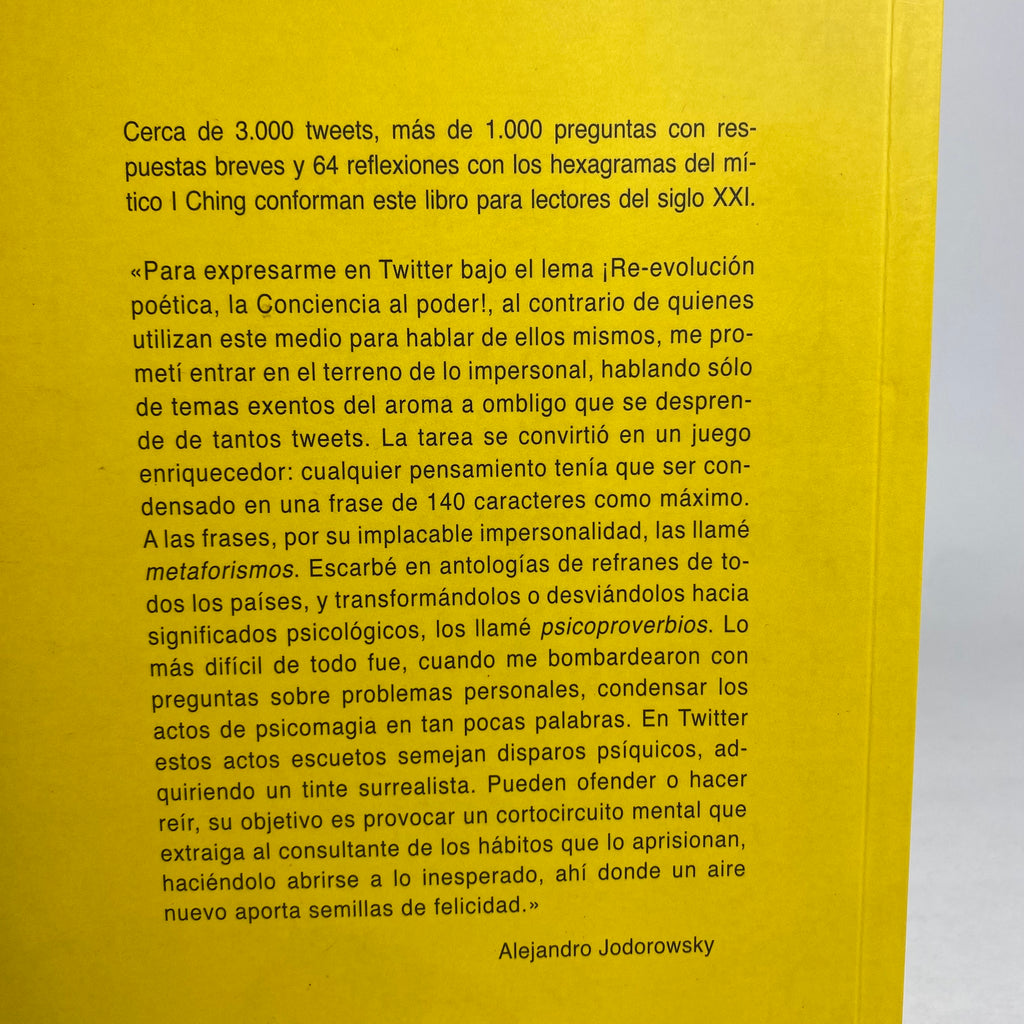 Cerca de 3.000 tweets, más de 1.000 preguntas con res-
puestas breves y 64 reflexiones con los hexagramas del mí-
tico I Ching conforman este libro para lectores del siglo XXI.
«Para expresarme en Twitter bajo el lema ¡Re-evolución
poética, la Conciencia al poder!, al contrario de quienes
utilizan este medio para hablar de ellos mismos, me pro-
metí entrar en el terreno de lo impersonal, hablando sólo
de temas exentos del aroma a ombligo que se despren-
de de tantos tweets. La tarea se convirtió en un juego
enriquecedor: cualquier pensamiento tenía que ser con-
densado en una frase de 140 caracteres como máximo.
A las frases, por su implacable impersonalidad, las llamé
metaforismos. Escarbé en antologías de refranes de to-
dos los países, y transformándolos o desviándolos hacia
significados psicológicos, los llamé psicoproverbios. Lo
más difícil de todo fue, cuando me bombardearon con
preguntas sobre problemas personales, condensar los
actos de psicomagia en tan pocas palabras. En Twitter
estos actos escuetos semejan disparos psíquicos, ad-
quiriendo un tinte surrealista. Pueden ofender o hacer
reír, su objetivo es provocar un cortocircuito mental que
extraiga al consultante de los hábitos que lo aprisionan,
haciéndolo abrirse a lo inesperado, ahí donde un aire
nuevo aporta semillas de felicidad.»
Alejandro Jodorowsky